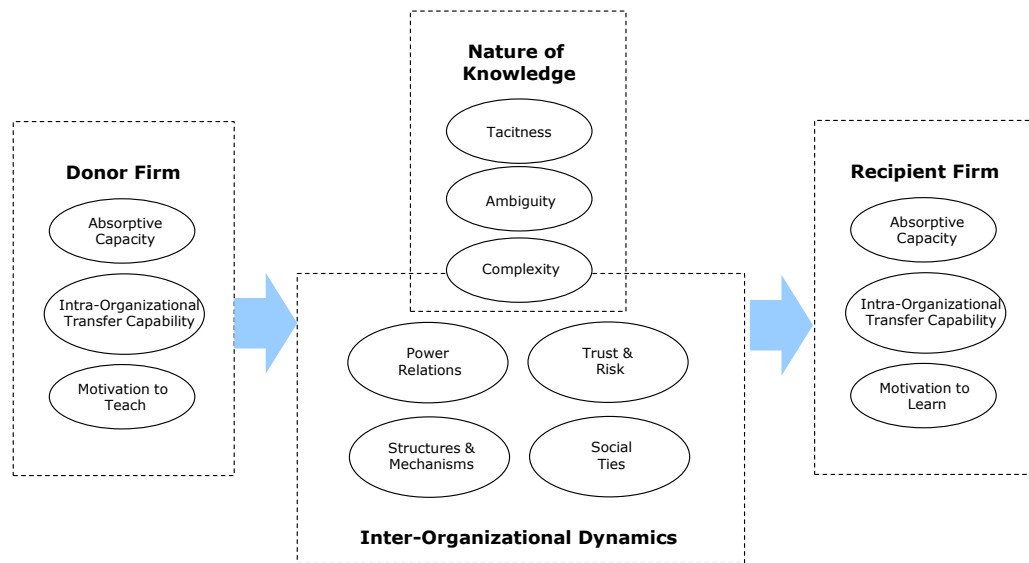 Nature of
Knowledge
Tacitness
Ambiguity
Complexity
Donor Firm
Absorptive
Capacity
Intra-Organizational
Transfer Capability
Motivation to
Teach
Power
Relations
Trust &
Risk
Structures &
Mechanisms
Social
Ties
Inter-Organizational Dynamics
Recipient Firm
Absorptive
Capacity
Intra-Organizational
Transfer Capability
Motivation to
Learn